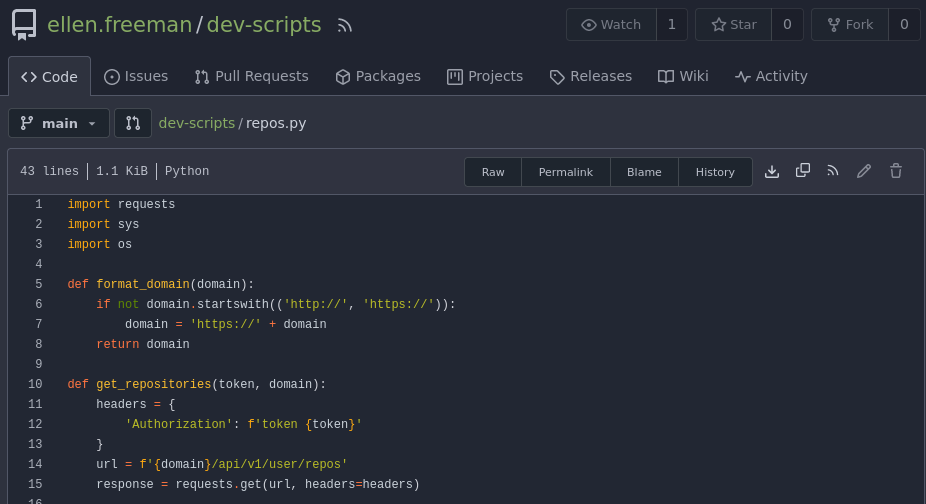 ellen.freeman/dev-scripts Watch 1 Star 0 Fork 0
Code Issues Pull Requests Packages Projects Releases Wiki Activity
main dev-scripts/repos.py
43 lines 1.1 KiB Python Raw Permalink Blame History
1 import requests
2 import sys
3 import os
4
5 def format_domain(domain):
6     if not domain.startswith(('http://', 'https://')):
7         domain = 'https://' + domain
8     return domain
9
10 def get_repositories(token, domain):
11     headers = {
12         'Authorization': f'token {token}'
13     }
14     url = f'{domain}/api/v1/user/repos'
15     response = requests.get(url, headers=headers)
16